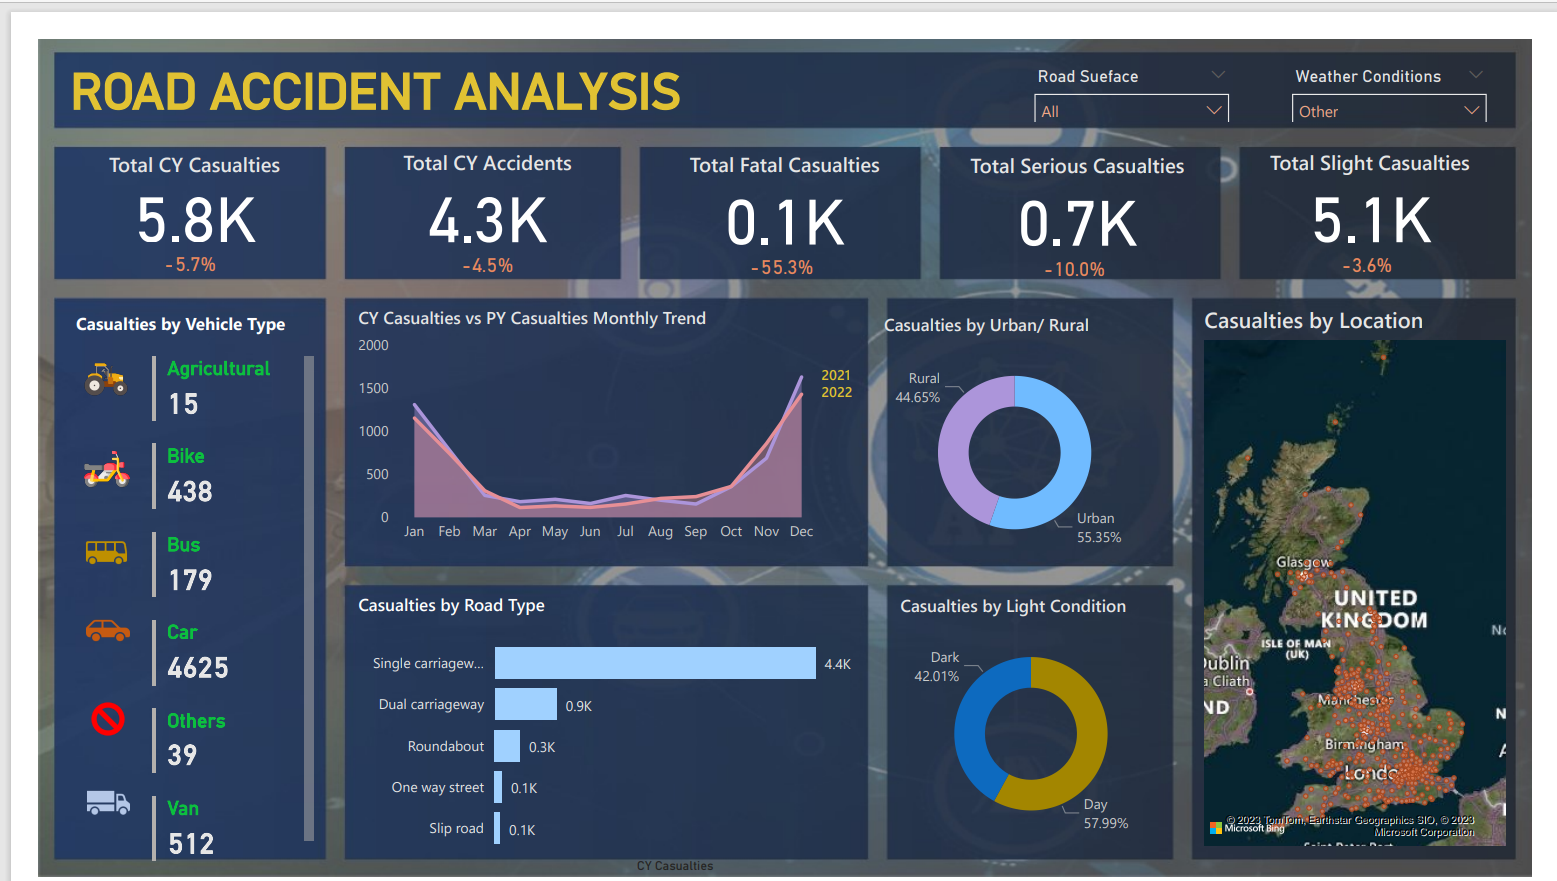 ROAD ACCIDENT ANALYSIS
Road Sueface
All
Weather Conditions
Other
Total CY Casualties
5.8K
-5.7%
Total CY Accidents
4.3K
-4.5%
Total Fatal Casualties
0.1K
-55.3%
Total Serious Casualties
0.7K
-10.0%
Total Slight Casualties
5.1K
-3.6%
Casualties by Vehicle Type
Agricultural
15
Bike
438
Bus
179
Car
4625
Others
39
Van
512
CY Casualties vs PY Casualties Monthly Trend
2000
1500
1000
500
0
2021
2022
Jan Feb Mar Apr May Jun Jul Aug Sep Oct Nov Dec
Casualties by Road Type
Single carriagew... 4.4K
Dual carriageway 0.9K
Roundabout 0.3K
One way street 0.1K
Slip road 0.1K
CY Casualties
Casualties by Urban/ Rural
Rural
44.65%
Urban
55.35%
Casualties by Light Condition
Dark
42.01%
Day
57.99%
Casualties by Location
Glasgow
UNITED
KINGDOM
ISLE OF MAN
(UK)
Manchester
Birmingham
© 2023 TomTom, Earthstar Geographics SIO, © 2023
Microsoft Corporation
Microsoft Bing